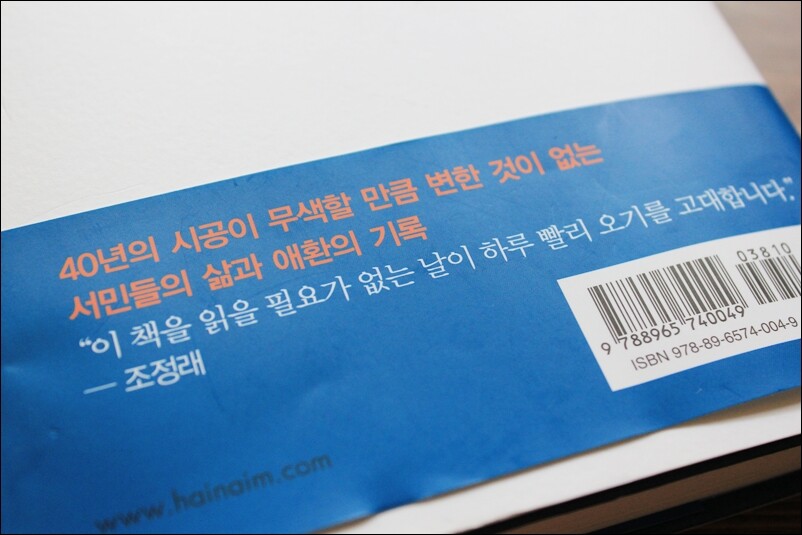 40년의 시공이 무색할 만큼 변한 것이 없는
서민들의 삶과 애환의 기록
“이 책을 읽을 필요가 없는 날이 하루 빨리 오기를 고대합니다.”
— 조정래
03810
9 788965 740049
ISBN 978-89-6574-004-9
www.hainaim.com